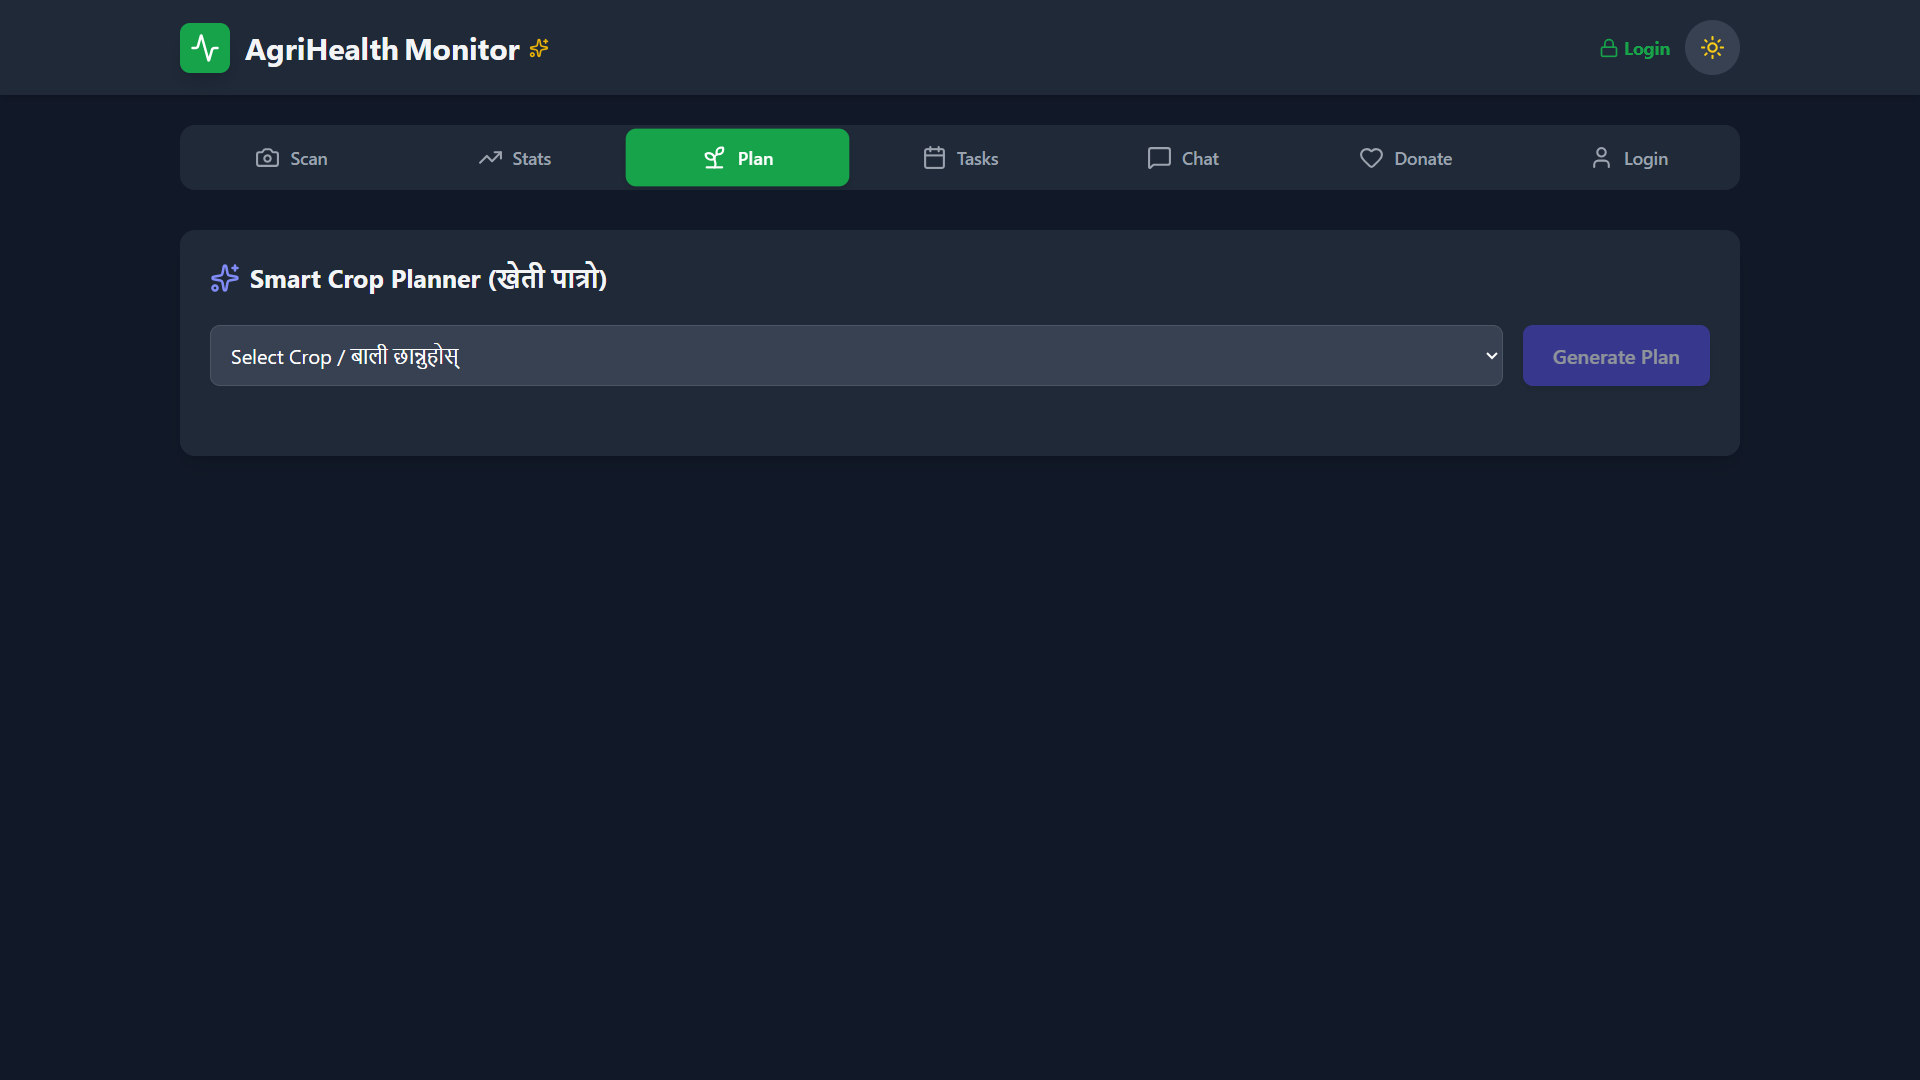 AgriHealth Monitor
Login
Scan
Stats
Plan
Tasks
Chat
Donate
Login
Smart Crop Planner (खेती पात्रो)
Select Crop / बाली छान्नुहोस्
Generate Plan